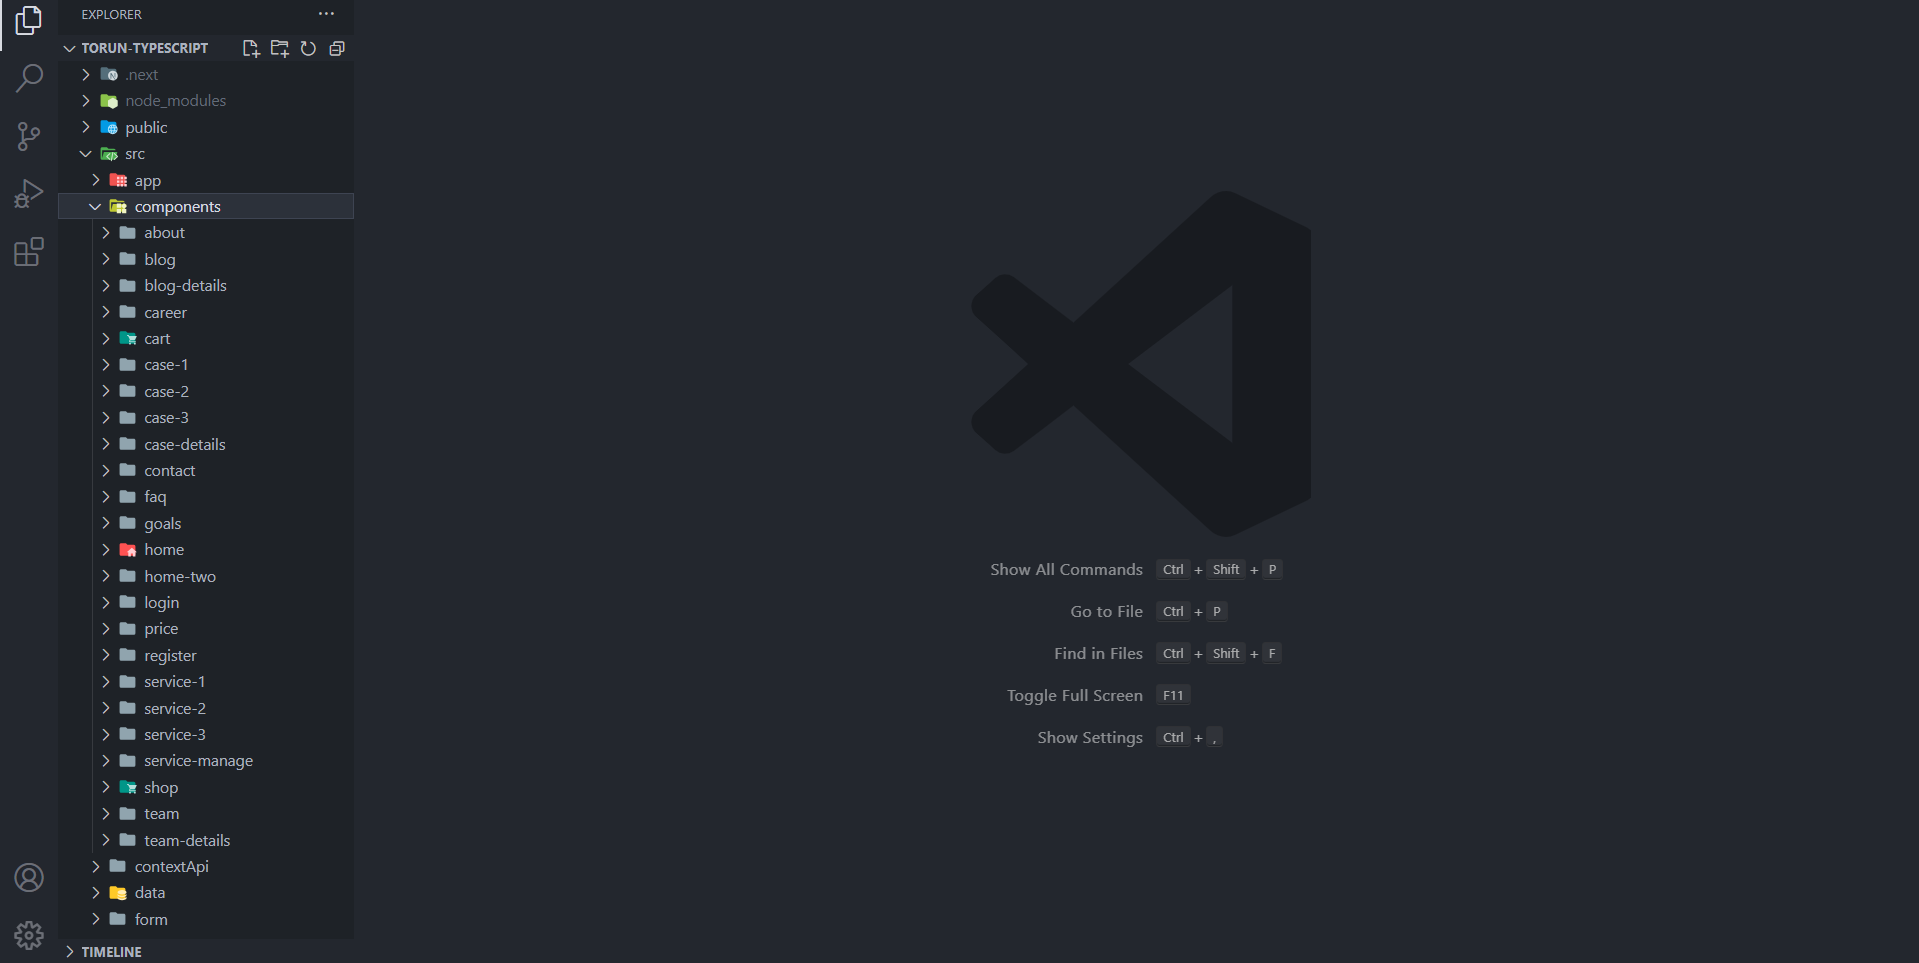 EXPLORER
TORUN-TYPESCRIPT
.next
node_modules
public
src
app
components
about
blog
blog-details
career
cart
case-1
case-2
case-3
case-details
contact
faq
goals
home
home-two
login
price
register
service-1
service-2
service-3
service-manage
shop
team
team-details
contextApi
data
form
TIMELINE
Show All Commands Ctrl + Shift + P
Go to File Ctrl + P
Find in Files Ctrl + Shift + F
Toggle Full Screen F11
Show Settings Ctrl + ,